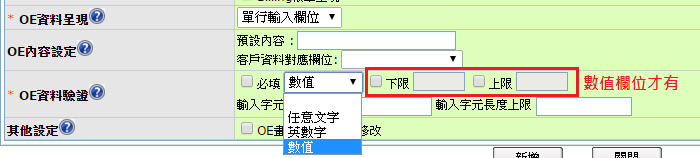 * OE資料呈現 單行輸入欄位
OE內容設定 預設內容：
客戶資料對應欄位:
* OE資料驗證 必填 數值 下限 上限 數值欄位才有
任意文字
英數字
數值
輸入字元 輸入字元長度上限
其他設定 OE畫 修改
新增 關閉